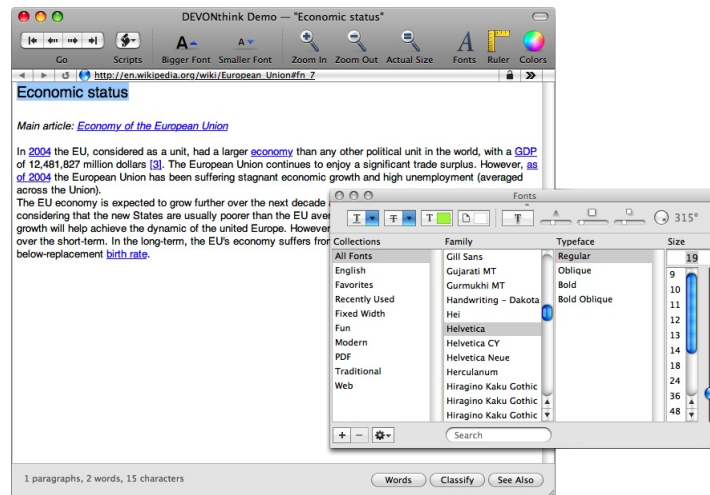 DEVONthink Demo — "Economic status"
Go Scripts Bigger Font Smaller Font Zoom In Zoom Out Actual Size Fonts Ruler Colors
http://en.wikipedia.org/wiki/European_Union#fn_7
Economic status
Main article: Economy of the European Union
In 2004 the EU, considered as a unit, had a larger economy than any other political unit in the world, with a GDP
of 12,481,827 million dollars [3]. The European Union continues to enjoy a significant trade surplus. However, as
of 2004 the European Union has been suffering stagnant economic growth and high unemployment (averaged
across the Union).
The EU economy is expected to grow further over the next decade
considering that the new States are usually poorer than the EU aver
growth will help achieve the dynamic of the united Europe. However
over the short-term. In the long-term, the EU's economy suffers from
below-replacement birth rate.
Fonts
T T T T 315°
Collections Family Typeface Size
All Fonts Gill Sans Regular 19
English Gujarati MT Oblique 9
Favorites Gurmukhi MT Bold 10
Recently Used Handwriting – Dakota Bold Oblique 11
Fixed Width Hei 12
Fun Helvetica 13
Modern Helvetica CY 14
PDF Helvetica Neue 18
Traditional Herculanum 24
Web Hiragino Kaku Gothic 36
Hiragino Kaku Gothic 48
Hiragino Kaku Gothic
Search
1 paragraphs, 2 words, 15 characters
Words Classify See Also